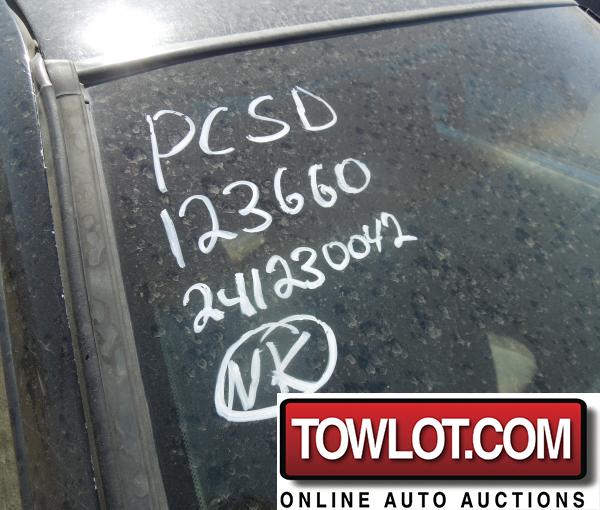 PCSD
123660
241230042
NK
TOWLOT.COM
ONLINE AUTO AUCTIONS